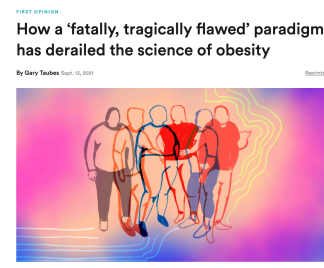 FIRST OPINION
How a ‘fatally, tragically flawed’ paradigm
has derailed the science of obesity
By Gary Taubes Sept. 13, 2021
Reprints